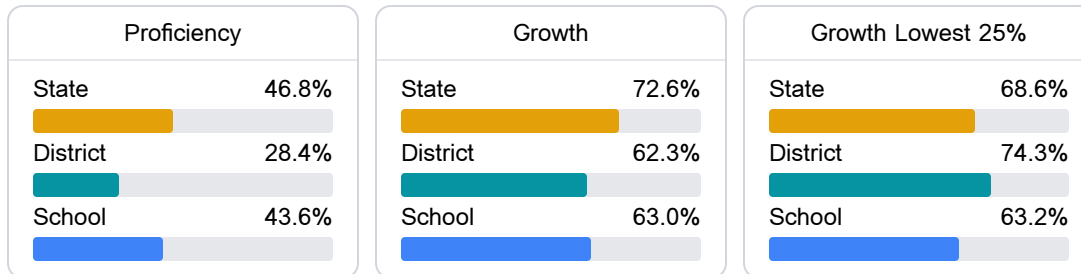 Proficiency
State 46.8%
District 28.4%
School 43.6%
Growth
State 72.6%
District 62.3%
School 63.0%
Growth Lowest 25%
State 68.6%
District 74.3%
School 63.2%